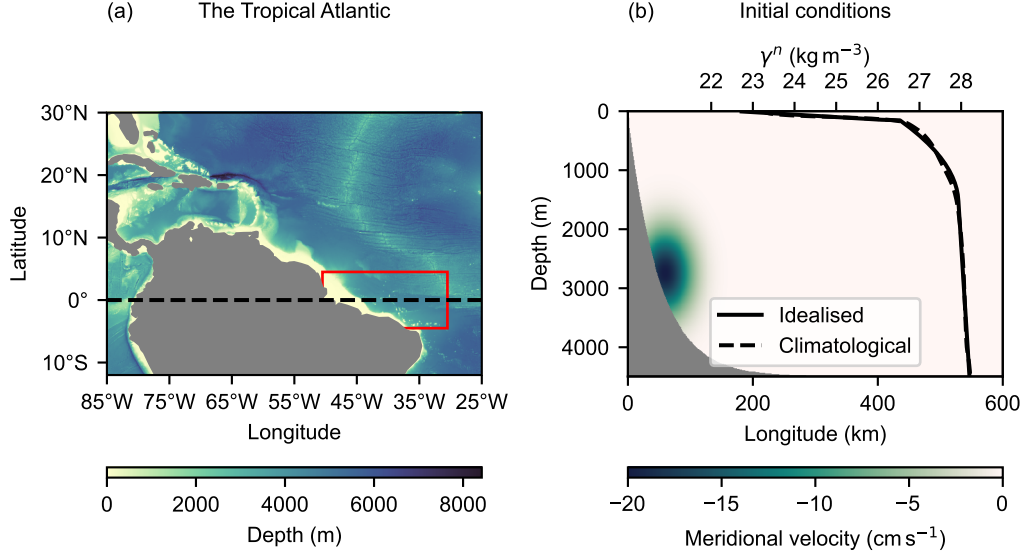 (a) The Tropical Atlantic
30°N
20°N
10°N
0°
10°S
Latitude
85°W 75°W 65°W 55°W 45°W 35°W 25°W
Longitude
0 2000 4000 6000 8000
Depth (m)
(b) Initial conditions
γⁿ (kg m⁻³)
22 23 24 25 26 27 28
0
1000
2000
3000
4000
Depth (m)
Idealised
Climatological
0 200 400 600
Longitude (km)
−20 −15 −10 −5 0
Meridional velocity (cm s⁻¹)